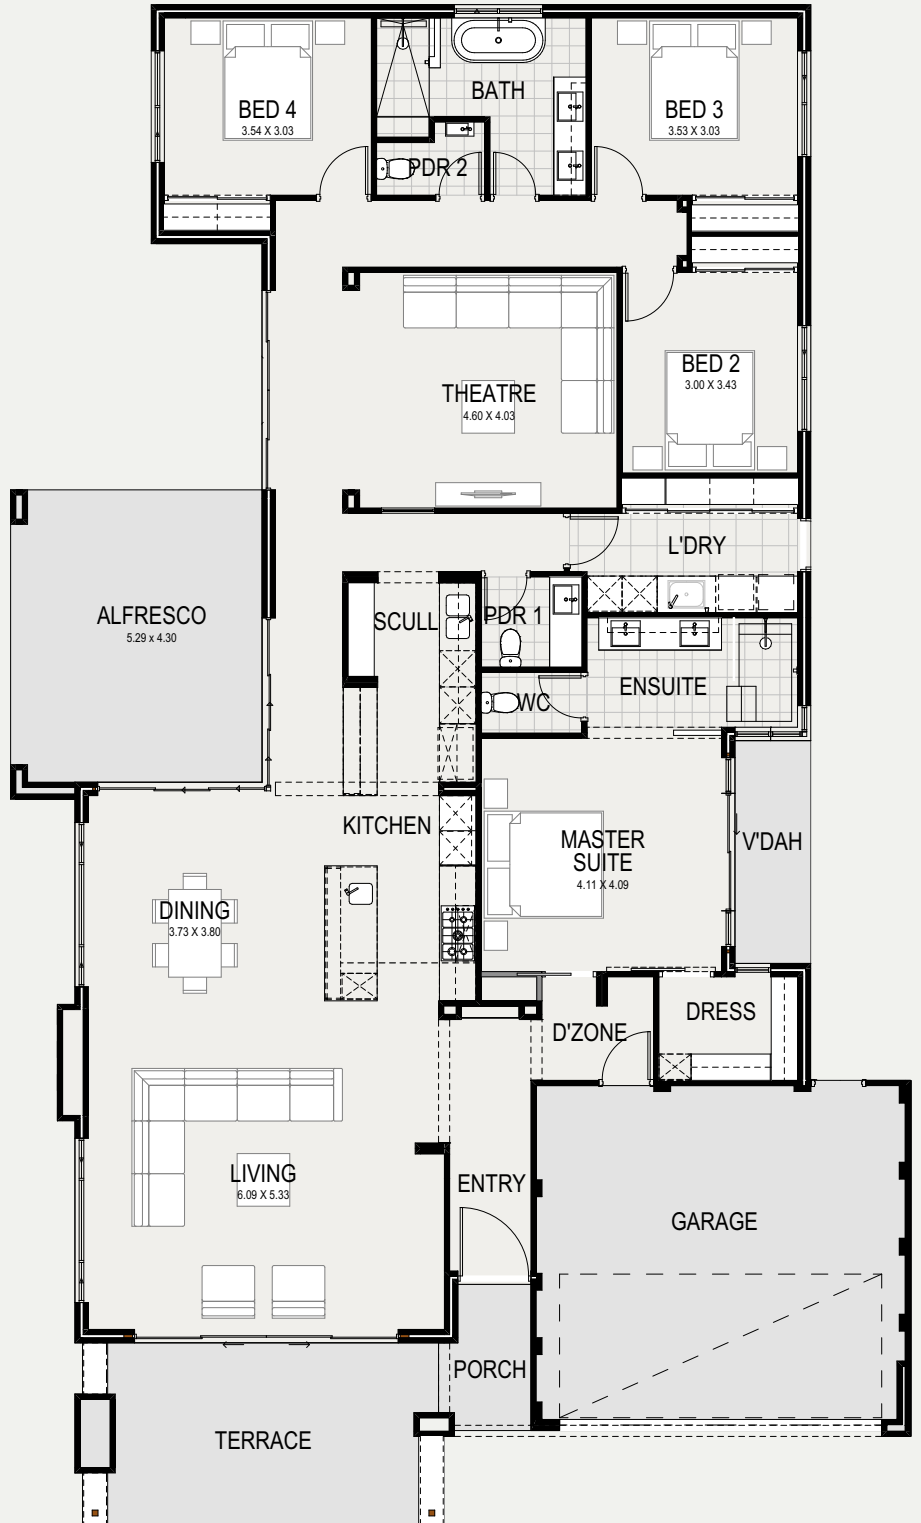 BED 4
3.54 X 3.03
BATH
BED 3
3.53 X 3.03
PDR 2
THEATRE
4.60 X 4.03
BED 2
3.00 X 3.43
L'DRY
ALFRESCO
5.29 x 4.30
SCULL
PDR 1
ENSUITE
WC
KITCHEN
MASTER
SUITE
4.11 X 4.09
V'DAH
DINING
3.73 X 3.80
DRESS
D'ZONE
LIVING
6.09 X 5.33
ENTRY
GARAGE
PORCH
TERRACE